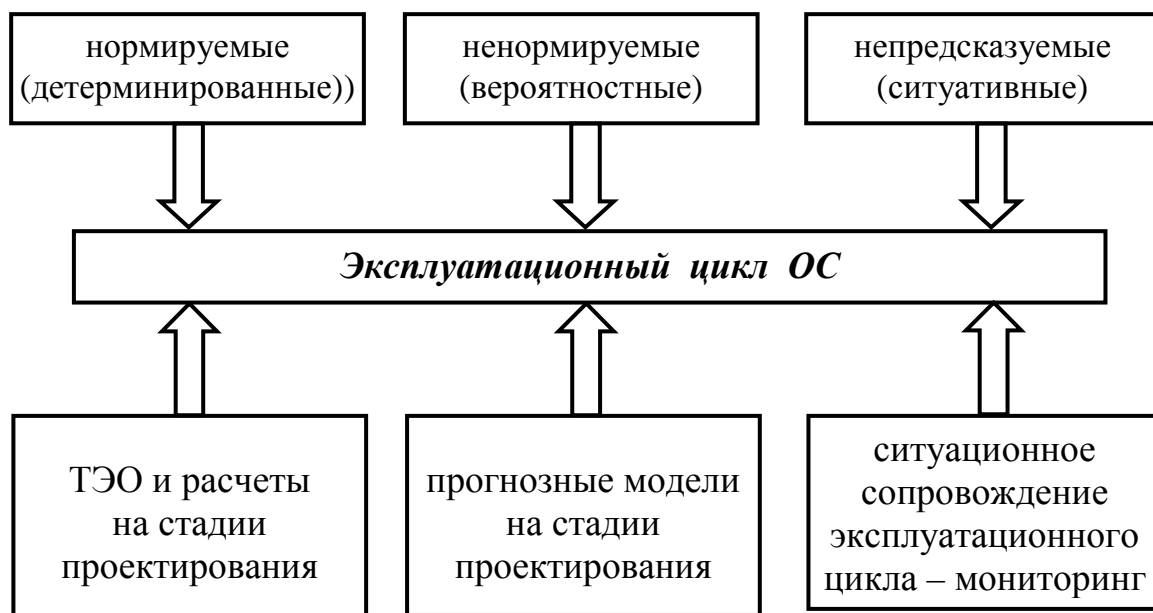 нормируемые
(детерминированные))
ненормируемые
(вероятностные)
непредсказуемые
(ситуативные)
Эксплуатационный цикл ОС
ТЭО и расчеты
на стадии
проектирования
прогнозные модели
на стадии
проектирования
ситуационное
сопровождение
эксплуатационного
цикла – мониторинг